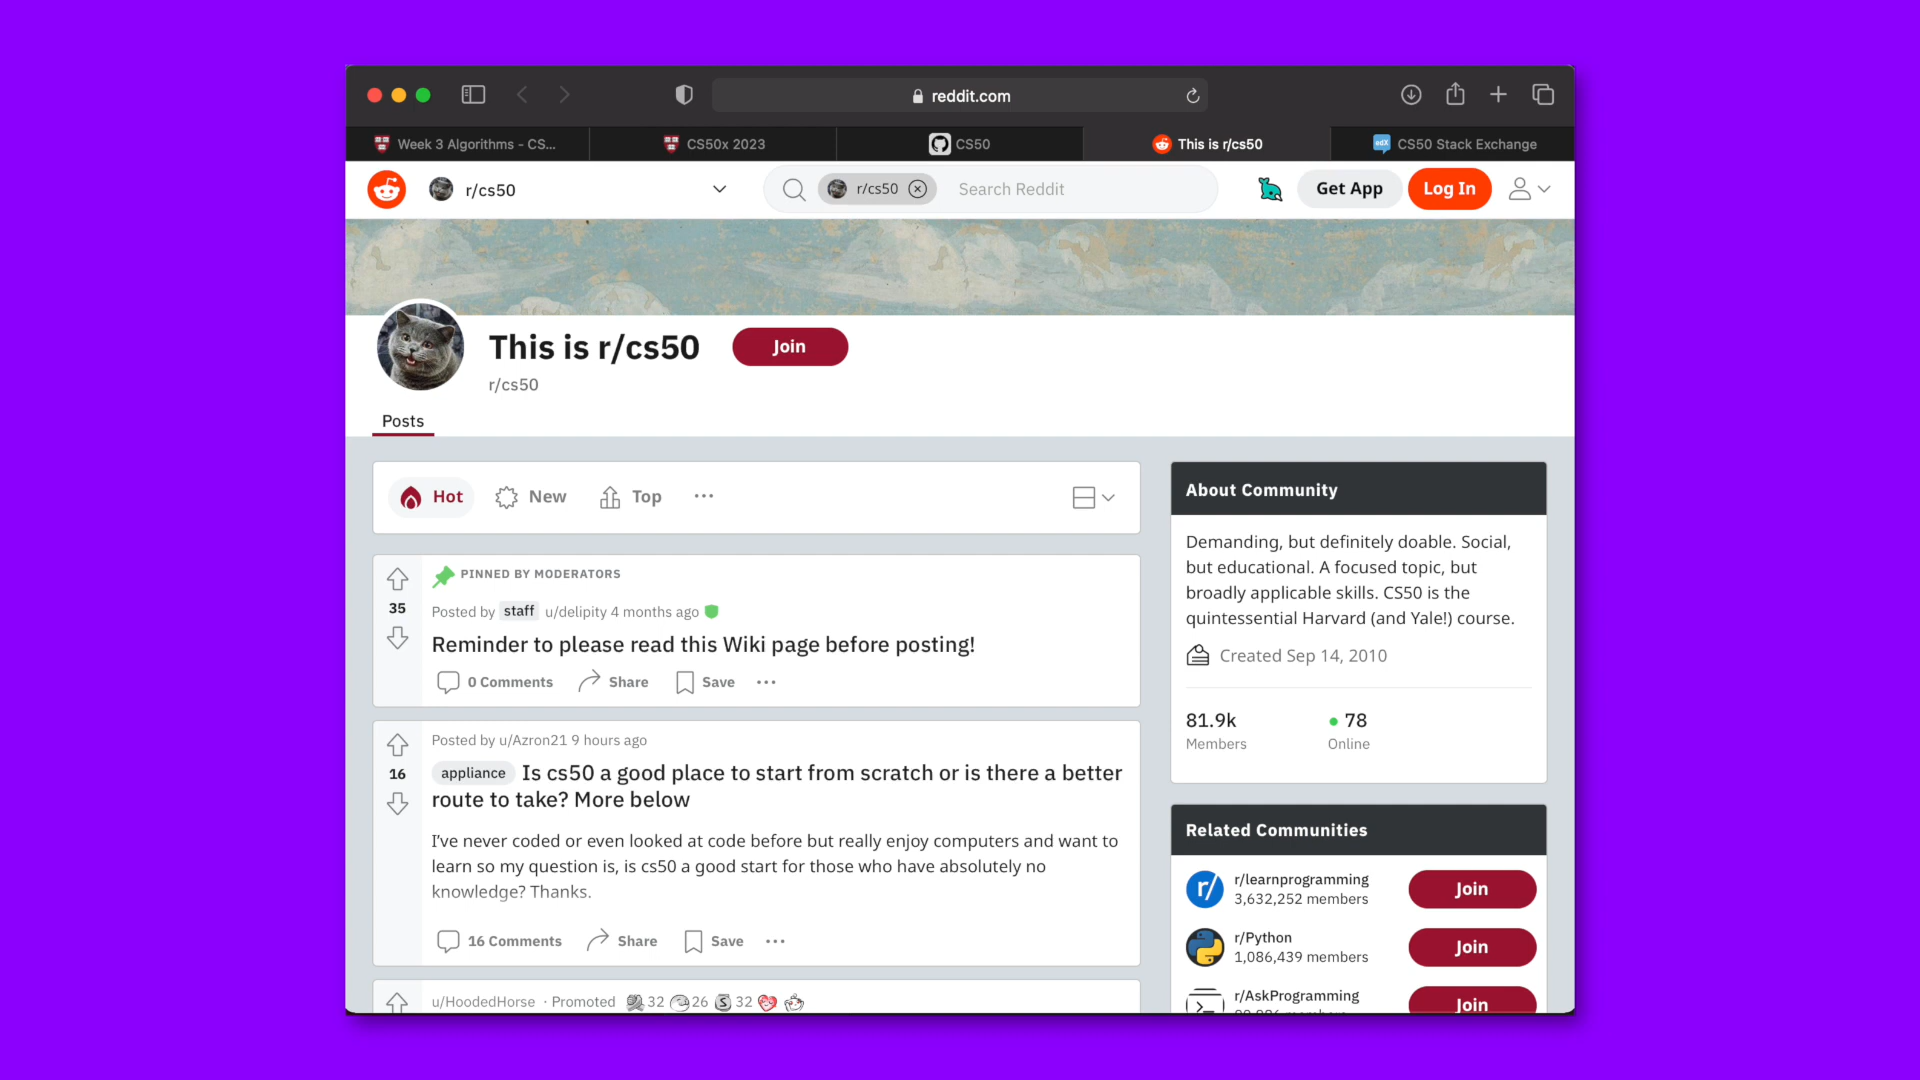 reddit.com
Week 3 Algorithms - CS...
CS50x 2023
CS50
This is r/cs50
edX CS50 Stack Exchange
r/cs50
r/cs50
Search Reddit
Get App
Log In
This is r/cs50
Join
r/cs50
Posts
Hot
New
Top
PINNED BY MODERATORS
35
Posted by staff u/delipity 4 months ago
Reminder to please read this Wiki page before posting!
0 Comments
Share
Save
Posted by u/Azron21 9 hours ago
16
appliance Is cs50 a good place to start from scratch or is there a better
route to take? More below
I've never coded or even looked at code before but really enjoy computers and want to
learn so my question is, is cs50 a good start for those who have absolutely no
knowledge? Thanks.
16 Comments
Share
Save
u/HoodedHorse · Promoted 32 26 S 32
About Community
Demanding, but definitely doable. Social,
but educational. A focused topic, but
broadly applicable skills. CS50 is the
quintessential Harvard (and Yale!) course.
Created Sep 14, 2010
81.9k
78
Members
Online
Related Communities
r/
r/learnprogramming
3,632,252 members
Join
r/Python
1,086,439 members
Join
r/AskProgramming
Join